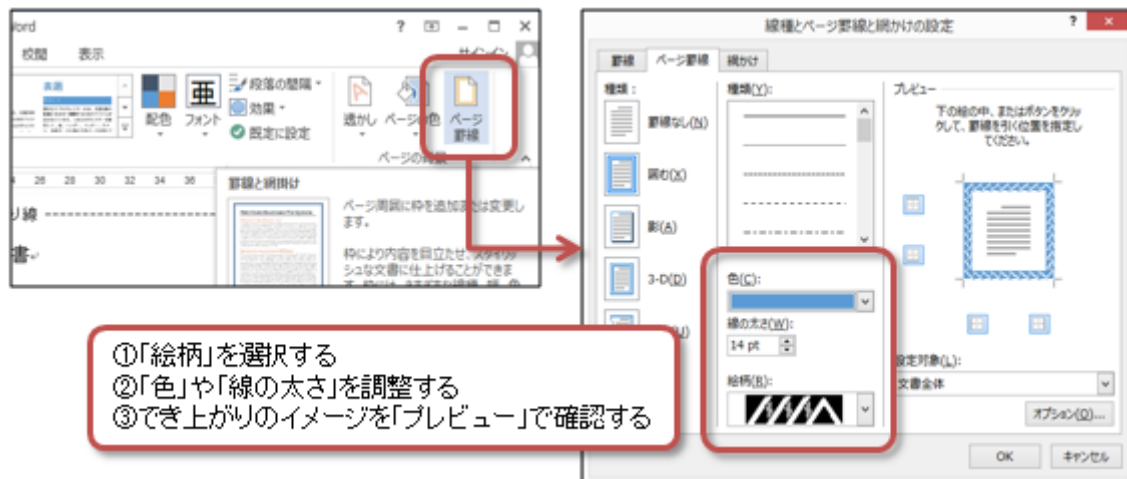 Word
校閲 表示
サインイン
表題
配色
フォント
段落の間隔
効果
既定に設定
透かし
ページの色
ページ罫線
ページの背景
26 28 30 32 34 36
り線
書
罫線と網掛け
ページ周囲に枠を追加または変更し
ます。
枠により内容を目立たせ、スタイリッ
シュな文書に仕上げることができま
①「絵柄」を選択する
②「色」や「線の太さ」を調整する
③でき上がりのイメージを「プレビュー」で確認する
線種とページ罫線と網かけの設定
罫線 ページ罫線 網かけ
種類:
罫線なし(N)
囲む(X)
影(A)
3-D(D)
(U)
種類(Y):
色(C):
線の太さ(W):
14 pt
絵柄(R):
プレビュー
下の絵の中、またはボタンをクリッ
クして、罫線を引く位置を指定し
てください。
設定対象(L):
文書全体
オプション(O)...
OK キャンセル